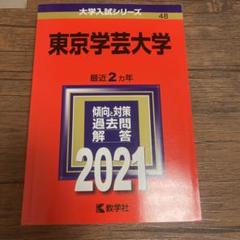 大学入試シリーズ
48
東京学芸大学
最近2ヵ年
傾向と対策
過去問
解答
2021
教学社